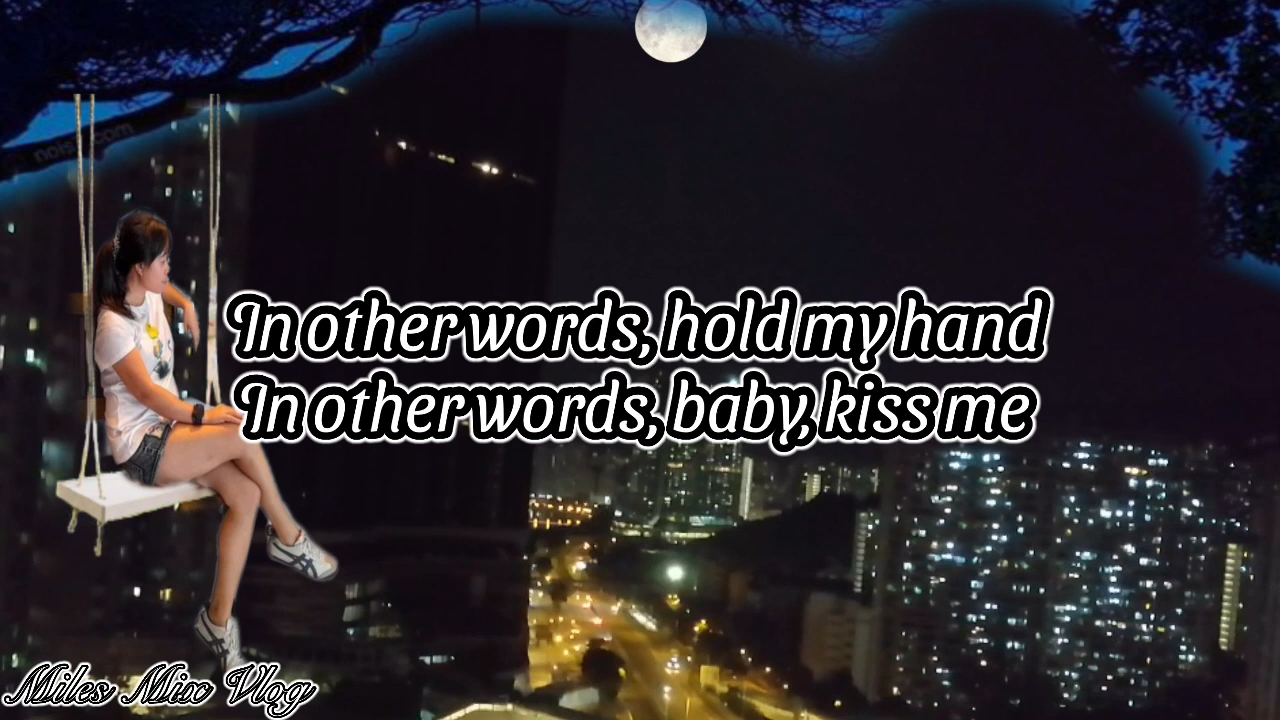 In other words, hold my hand
In other words, baby, kiss me
Miles Mix Vlog